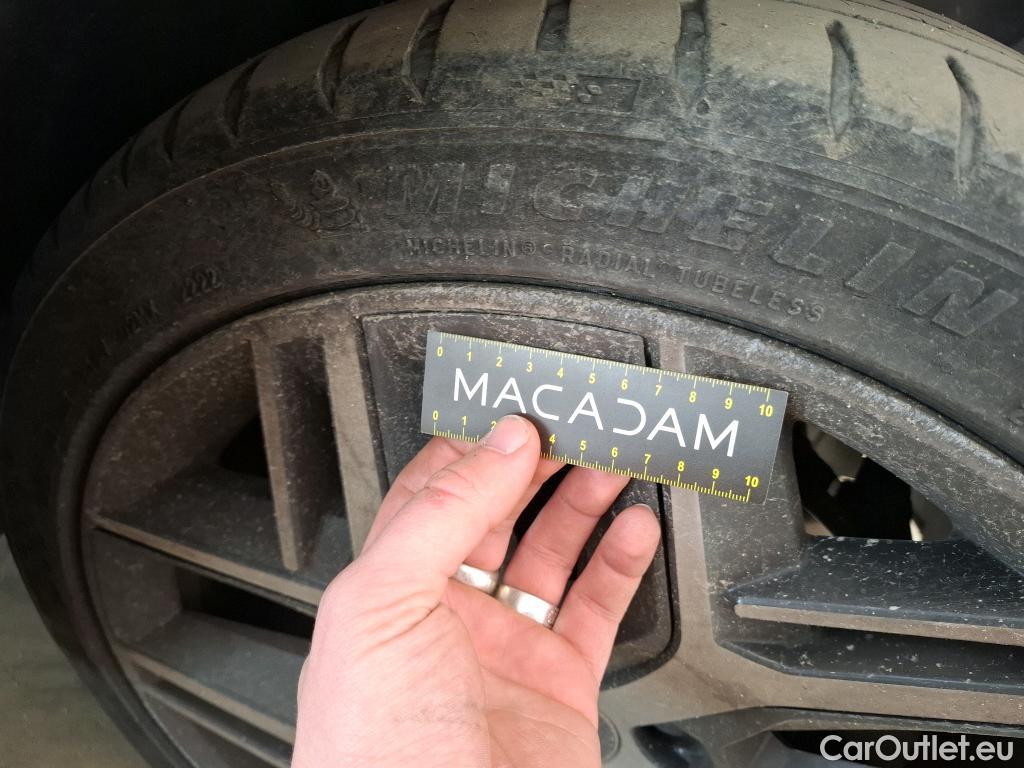 MICHELIN
MICHELIN® RADIAL TUBELESS
2222
0 1 2 3 4 5 6 7 8 9 10
MACADAM
0 1 2 4 5 6 7 8 9 10
CarOutlet.eu